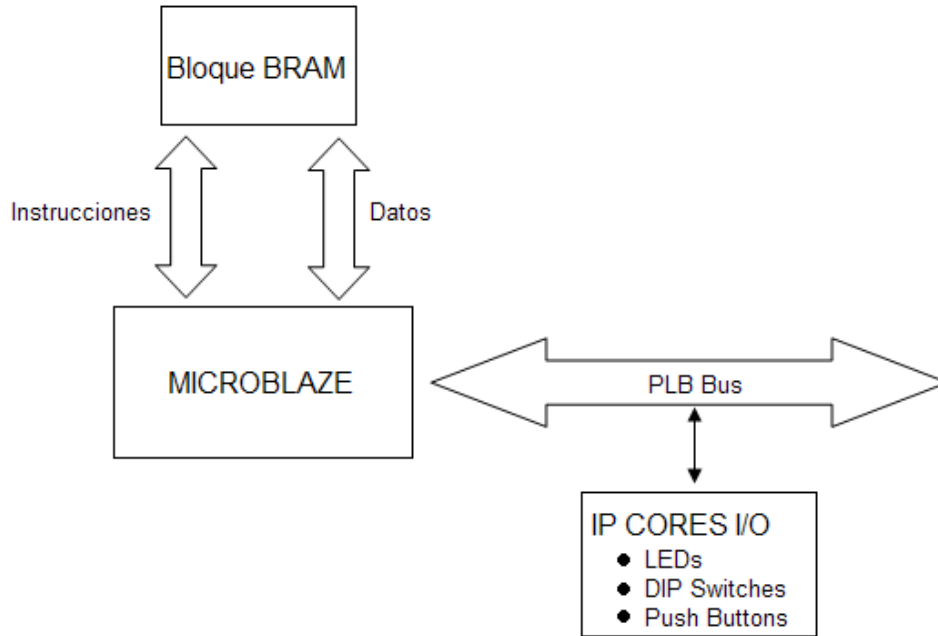 Bloque BRAM
Instrucciones
Datos
MICROBLAZE
PLB Bus
IP CORES I/O
● LEDs
● DIP Switches
● Push Buttons